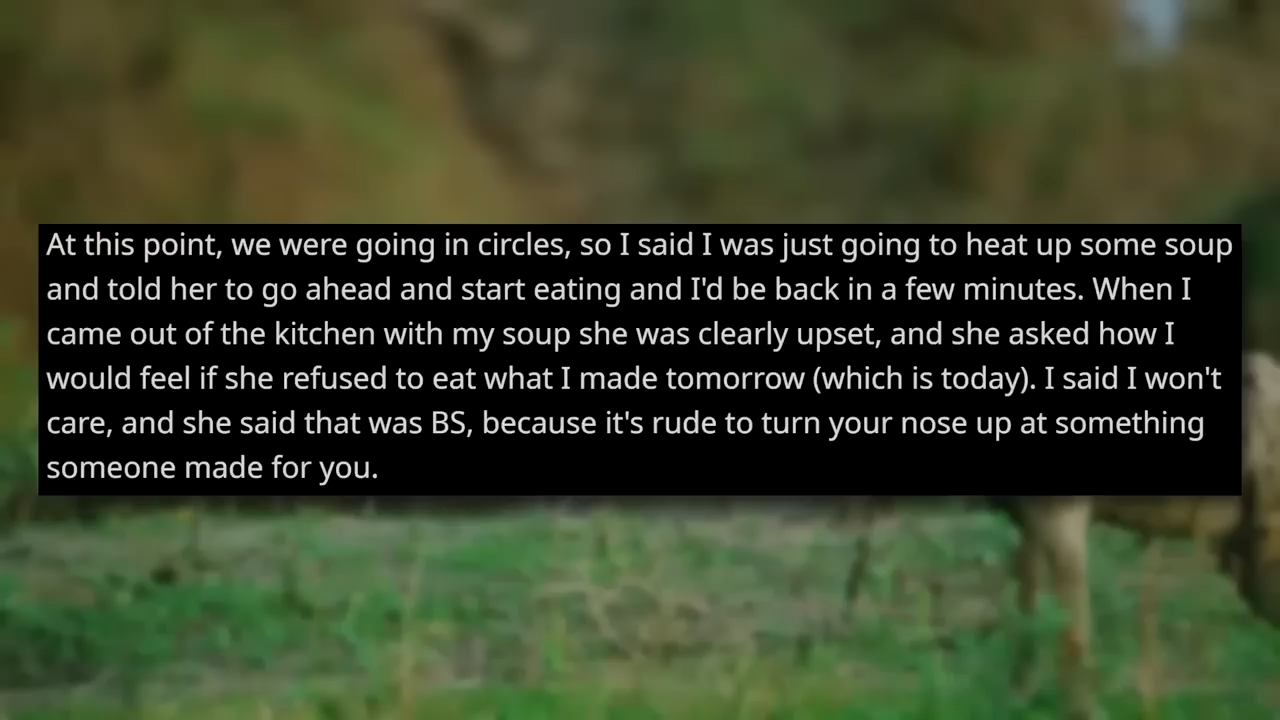 At this point, we were going in circles, so I said I was just going to heat up some soup
and told her to go ahead and start eating and I'd be back in a few minutes. When I
came out of the kitchen with my soup she was clearly upset, and she asked how I
would feel if she refused to eat what I made tomorrow (which is today). I said I won't
care, and she said that was BS, because it's rude to turn your nose up at something
someone made for you.